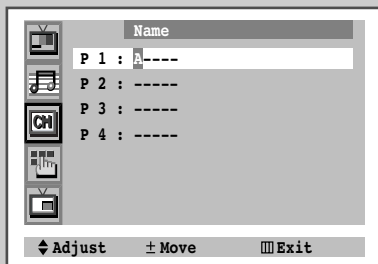 Name
P 1 : A----
P 2 : -----
P 3 : -----
CH
P 4 : -----
Adjust ± Move Exit